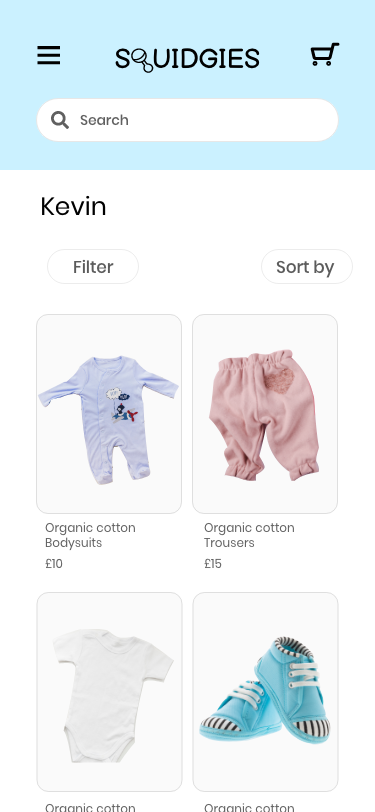 SQUIDGIES
Search
Kevin
Filter
Sort by
Organic cotton
Bodysuits
£10
Organic cotton
Trousers
£15
Organic cotton
Organic cotton